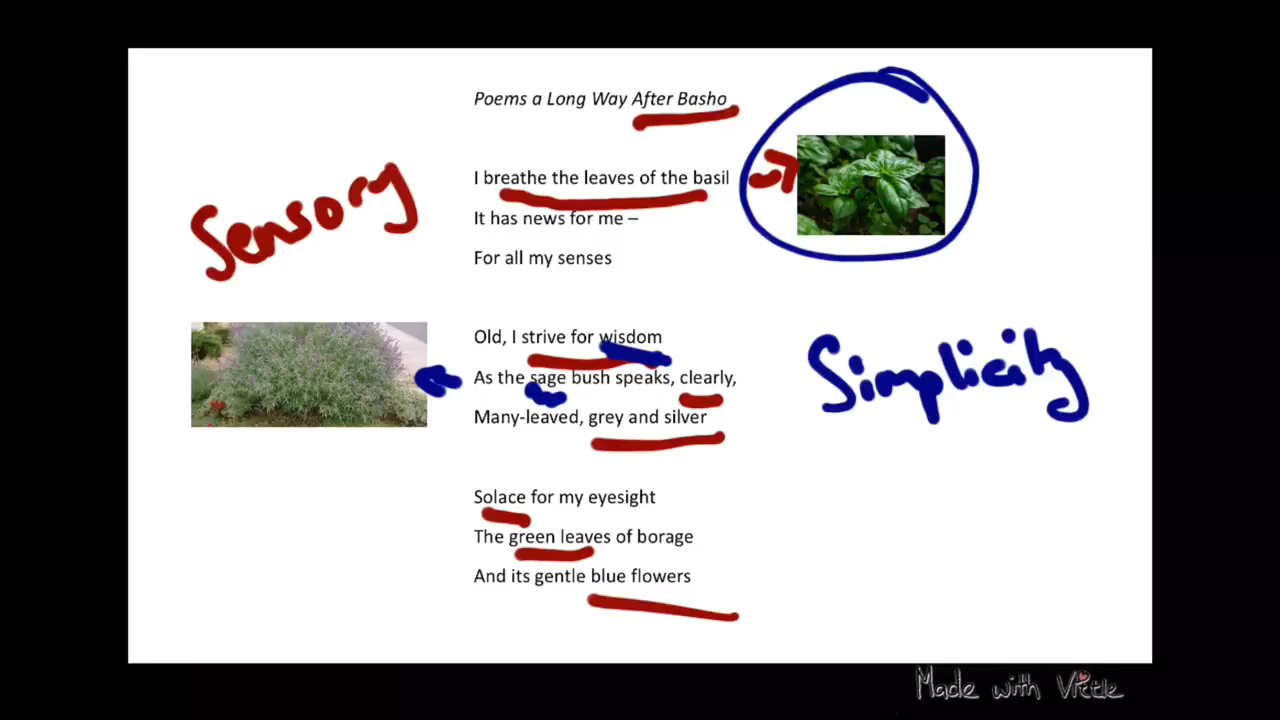 Poems a Long Way After Basho
I breathe the leaves of the basil
It has news for me –
For all my senses
Sensory
Old, I strive for wisdom
As the sage bush speaks, clearly,
Many-leaved, grey and silver
Simplicity
Solace for my eyesight
The green leaves of borage
And its gentle blue flowers
Made with Vittle